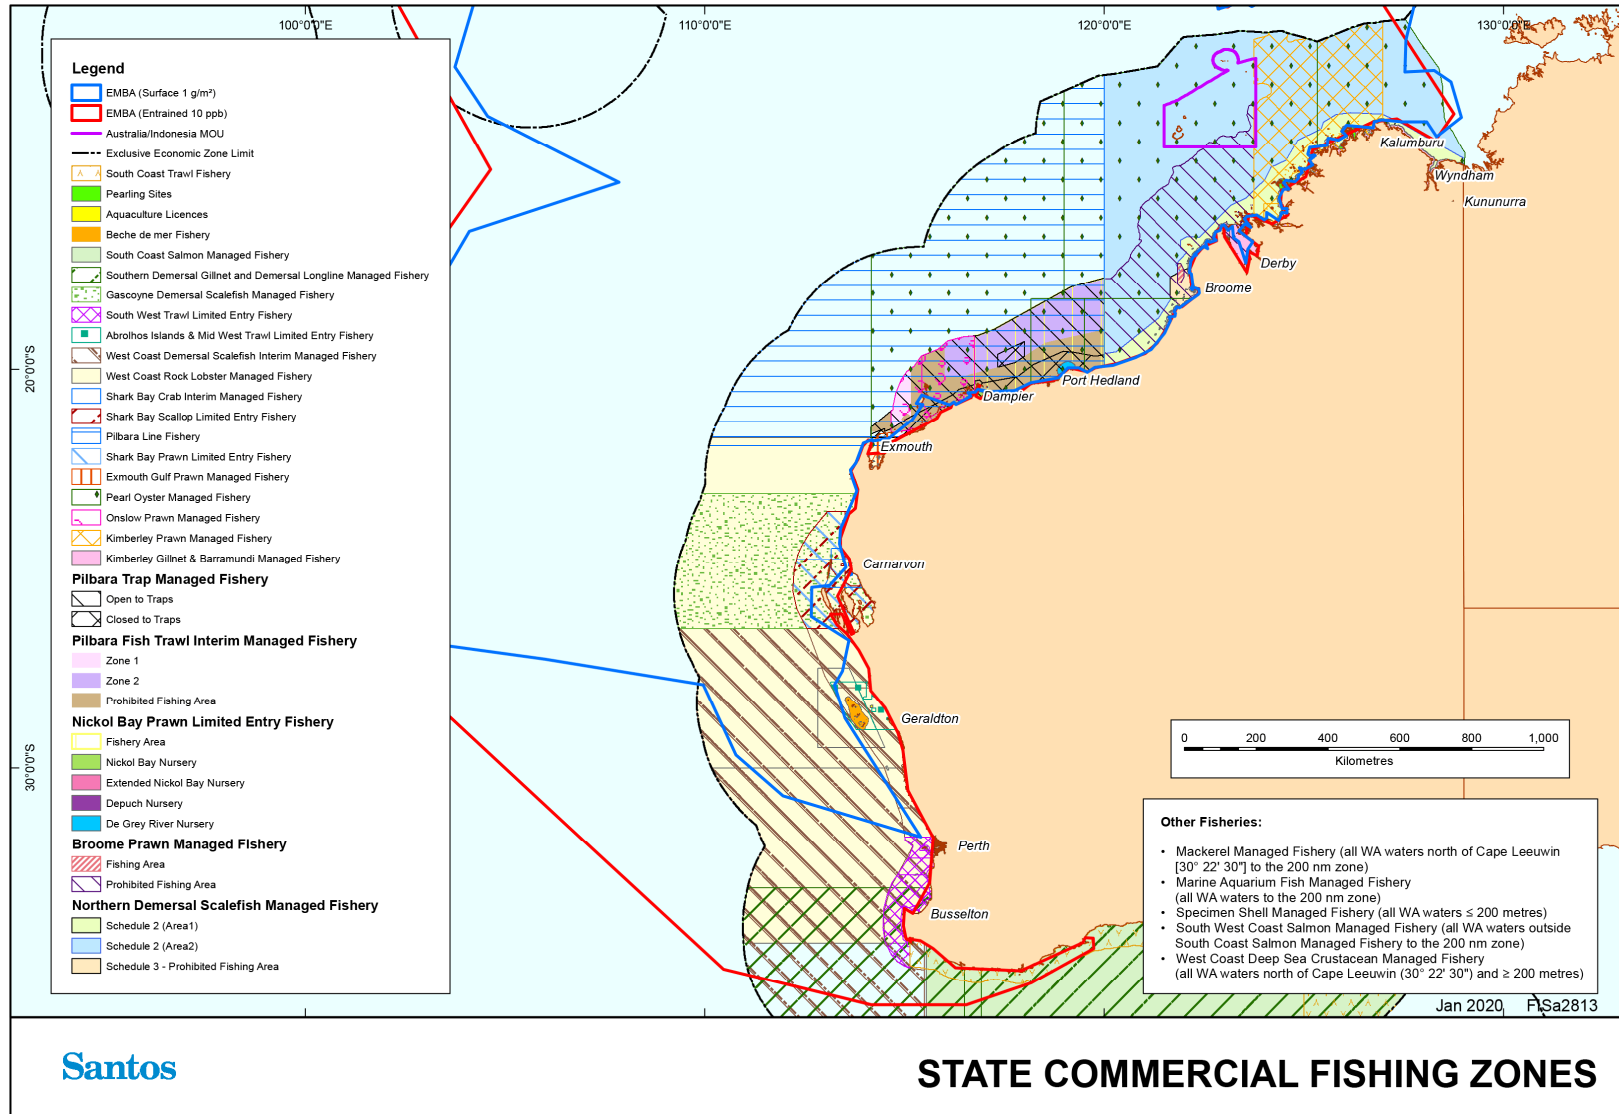 100°0'0"E
110°0'0"E
120°0'0"E
130°0'0"E
20°0'0"S
30°0'0"S
Legend
EMBA (Surface 1 g/m²)
EMBA (Entrained 10 ppb)
Australia/Indonesia MOU
Exclusive Economic Zone Limit
South Coast Trawl Fishery
Pearling Sites
Aquaculture Licences
Beche de mer Fishery
South Coast Salmon Managed Fishery
Southern Demersal Gillnet and Demersal Longline Managed Fishery
Gascoyne Demersal Scalefish Managed Fishery
South West Trawl Limited Entry Fishery
Abrolhos Islands & Mid West Trawl Limited Entry Fishery
West Coast Demersal Scalefish Interim Managed Fishery
West Coast Rock Lobster Managed Fishery
Shark Bay Crab Interim Managed Fishery
Shark Bay Scallop Limited Entry Fishery
Pilbara Line Fishery
Shark Bay Prawn Limited Entry Fishery
Exmouth Gulf Prawn Managed Fishery
Pearl Oyster Managed Fishery
Onslow Prawn Managed Fishery
Kimberley Prawn Managed Fishery
Kimberley Gillnet & Barramundi Managed Fishery
Pilbara Trap Managed Fishery
Open to Traps
Closed to Traps
Pilbara Fish Trawl Interim Managed Fishery
Zone 1
Zone 2
Prohibited Fishing Area
Nickol Bay Prawn Limited Entry Fishery
Fishery Area
Nickol Bay Nursery
Extended Nickol Bay Nursery
Depuch Nursery
De Grey River Nursery
Broome Prawn Managed Fishery
Fishing Area
Prohibited Fishing Area
Northern Demersal Scalefish Managed Fishery
Schedule 2 (Area1)
Schedule 2 (Area2)
Schedule 3 - Prohibited Fishing Area
Kalumburu
Wyndham
Kununurra
Derby
Broome
Port Hedland
Dampier
Exmouth
Carnarvon
Geraldton
Perth
Busselton
0 200 400 600 800 1,000
Kilometres
Other Fisheries:
• Mackerel Managed Fishery (all WA waters north of Cape Leeuwin
[30° 22' 30"] to the 200 nm zone)
• Marine Aquarium Fish Managed Fishery
(all WA waters to the 200 nm zone)
• Specimen Shell Managed Fishery (all WA waters ≤ 200 metres)
• South West Coast Salmon Managed Fishery (all WA waters outside
South Coast Salmon Managed Fishery to the 200 nm zone)
• West Coast Deep Sea Crustacean Managed Fishery
(all WA waters north of Cape Leeuwin (30° 22' 30") and ≥ 200 metres)
Jan 2020 FISa2813
Santos
STATE COMMERCIAL FISHING ZONES